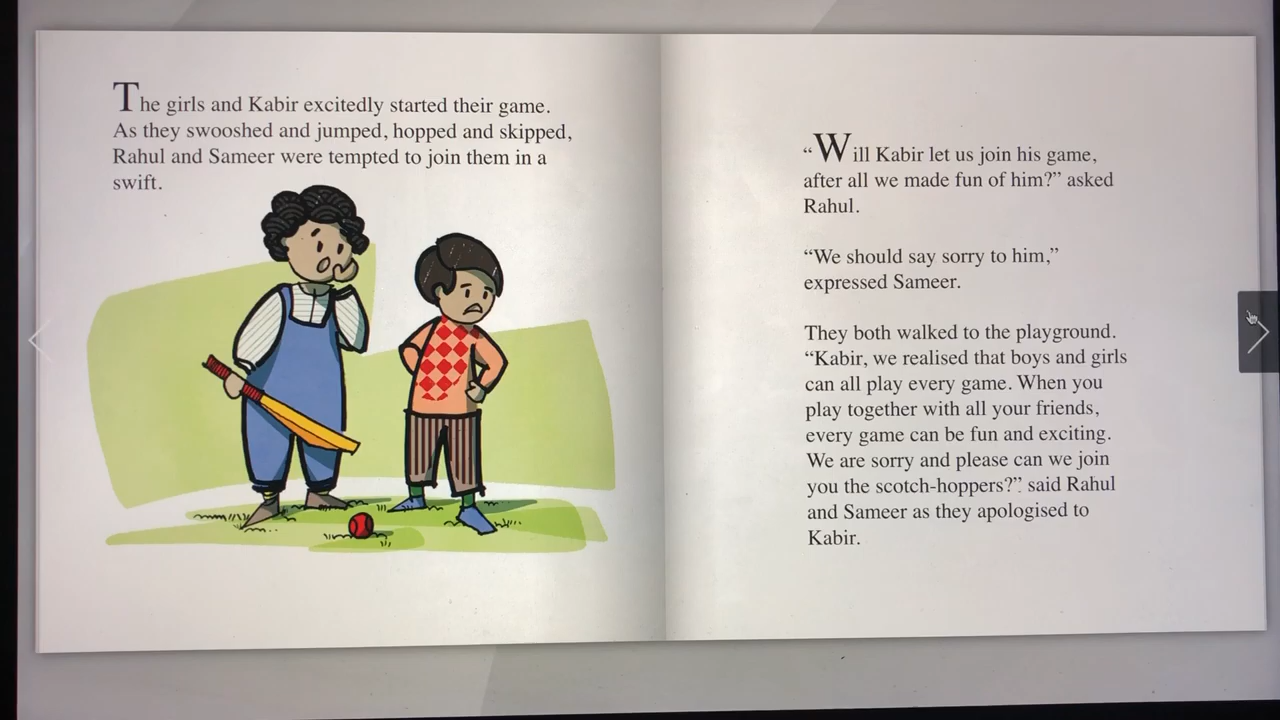 The girls and Kabir excitedly started their game.
As they swooshed and jumped, hopped and skipped,
Rahul and Sameer were tempted to join them in a
swift.
“Will Kabir let us join his game,
after all we made fun of him?” asked
Rahul.
“We should say sorry to him,”
expressed Sameer.
They both walked to the playground.
“Kabir, we realised that boys and girls
can all play every game. When you
play together with all your friends,
every game can be fun and exciting.
We are sorry and please can we join
you the scotch-hoppers?” said Rahul
and Sameer as they apologised to
Kabir.